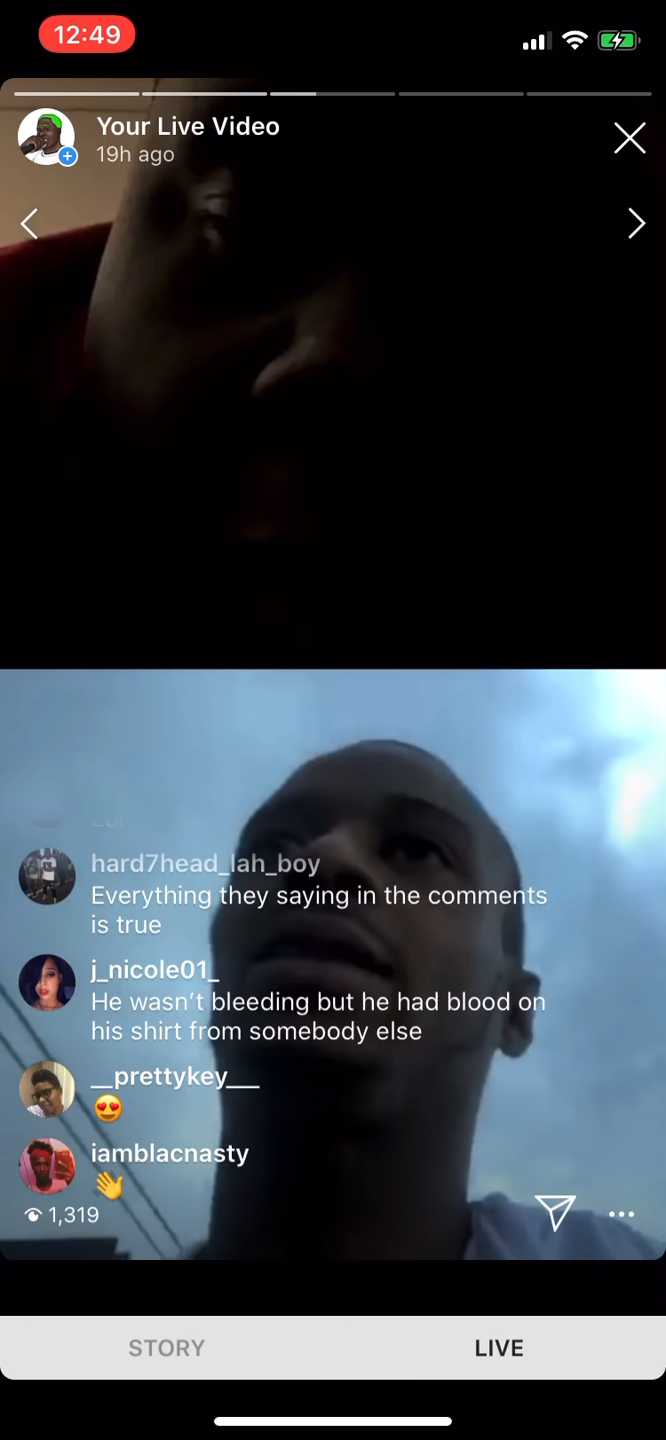 12:49
Your Live Video
19h ago
hard7head_lah_boy
Everything they saying in the comments
is true
j_nicole01_
He wasn't bleeding but he had blood on
his shirt from somebody else
__prettykey___
😍
iamblacnasty
👋
1,319
STORY
LIVE